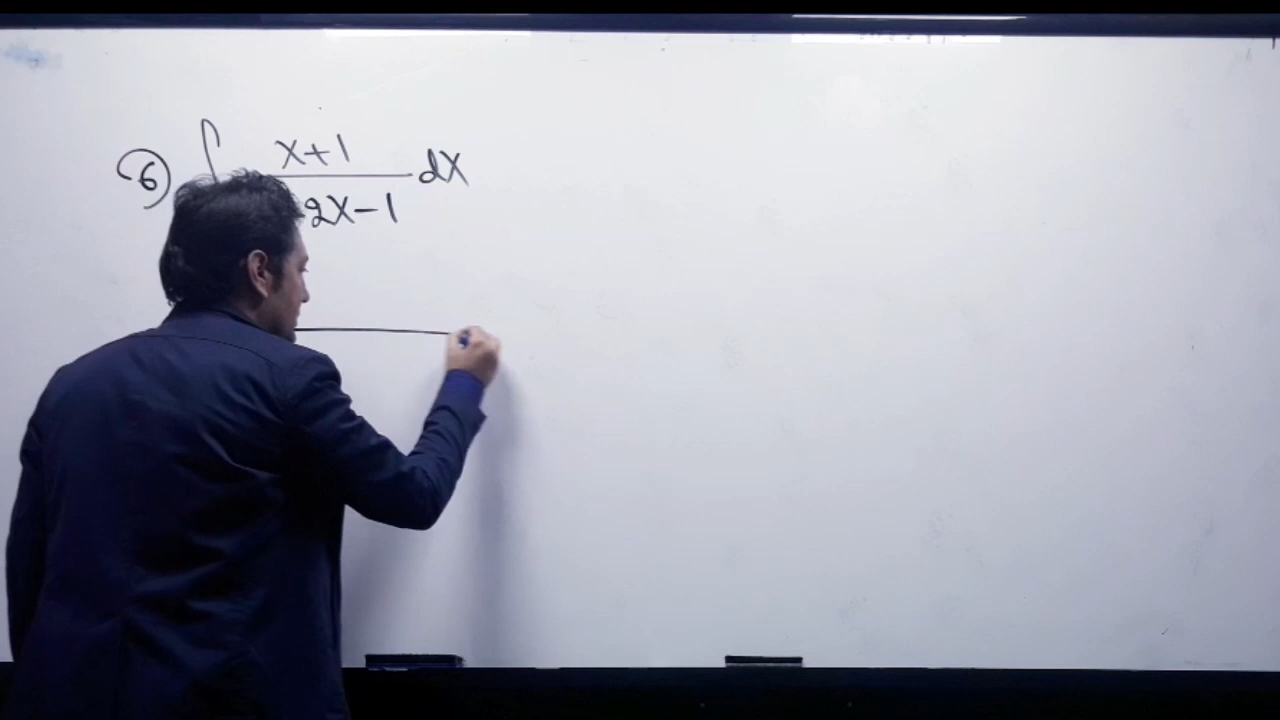 6 ∫ x+1 dx
2x-1